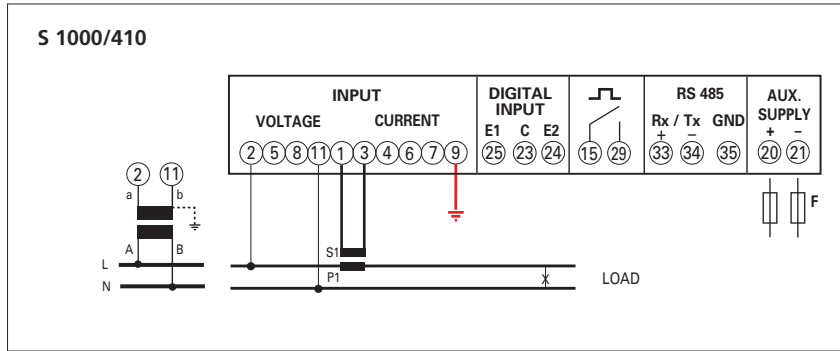 S 1000/410
INPUT
VOLTAGE CURRENT
2 5 8 11 1 3 4 6 7 9
DIGITAL
INPUT
E1 C E2
25 23 24
15 29
RS 485
Rx / Tx GND
+ −
33 34 35
AUX.
SUPPLY
+ −
20 21
F
2 11
a b
A B
L
N
S1
P1
X
LOAD